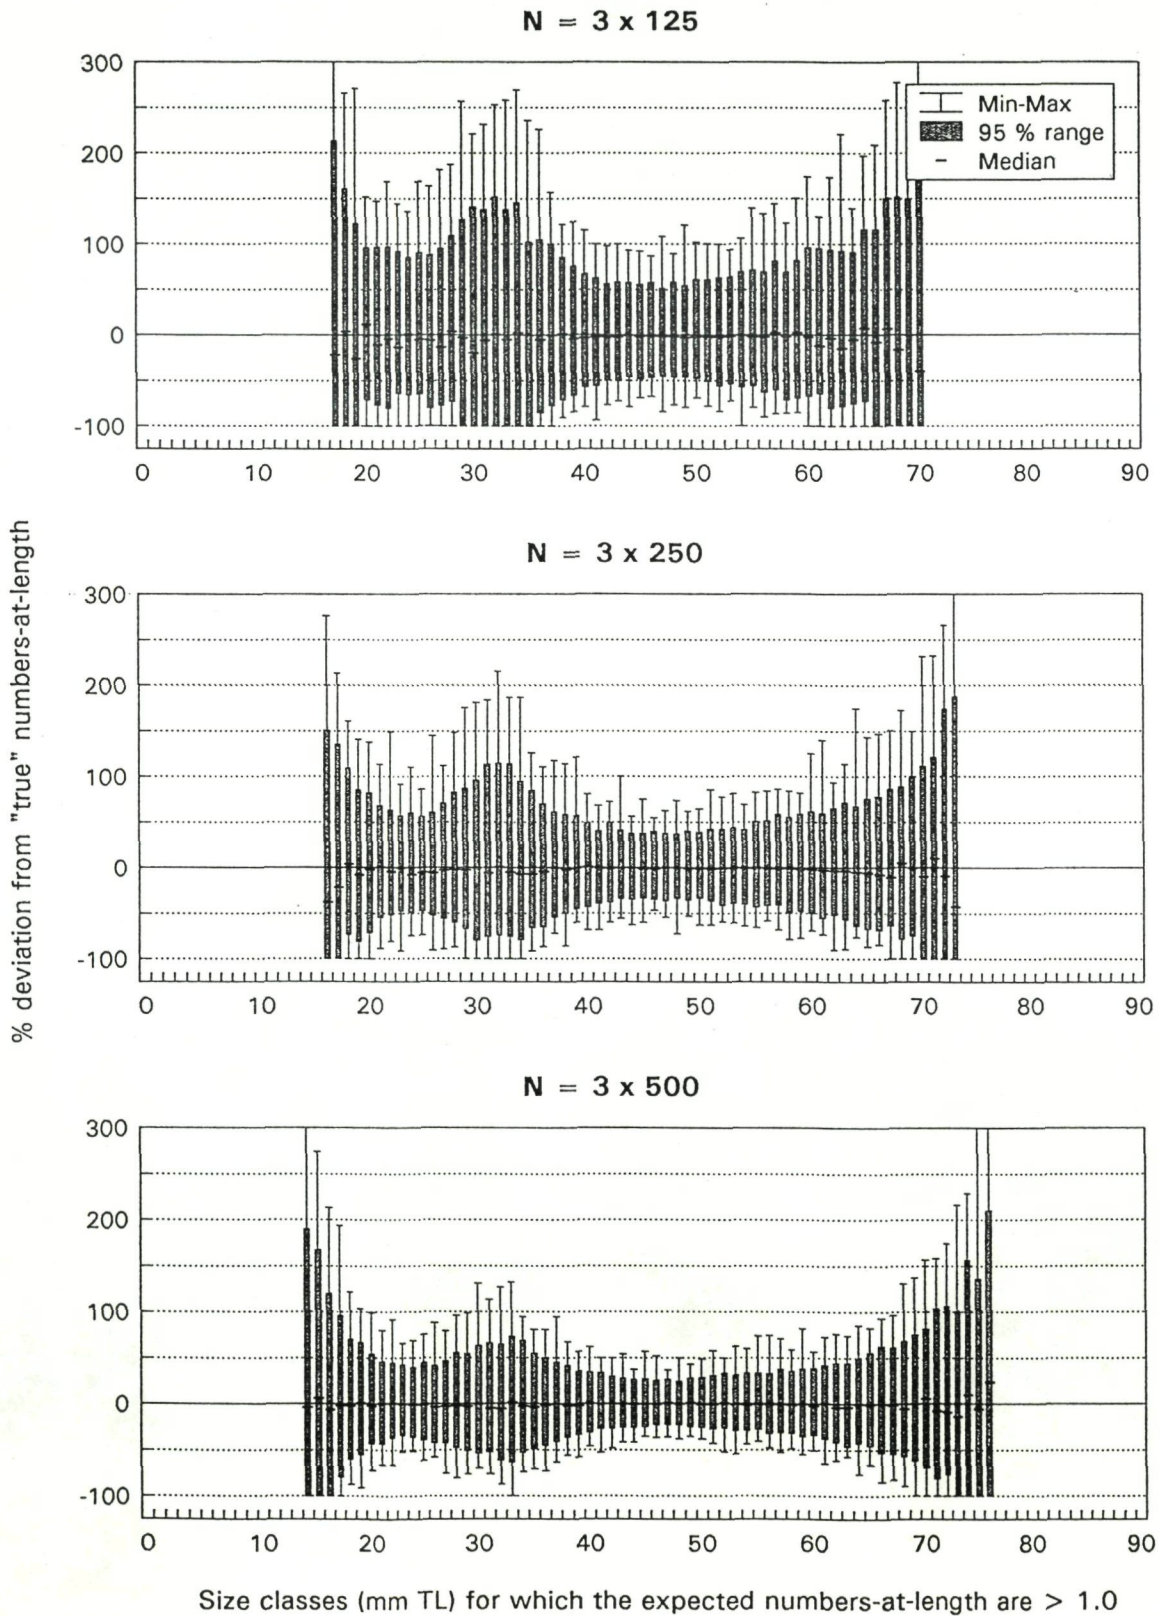 N = 3 x 125
300
200
100
0
-100
Min-Max
95 % range
Median
0 10 20 30 40 50 60 70 80 90
% deviation from "true" numbers-at-length
N = 3 x 250
300
200
100
0
-100
0 10 20 30 40 50 60 70 80 90
N = 3 x 500
300
200
100
0
-100
0 10 20 30 40 50 60 70 80 90
Size classes (mm TL) for which the expected numbers-at-length are > 1.0